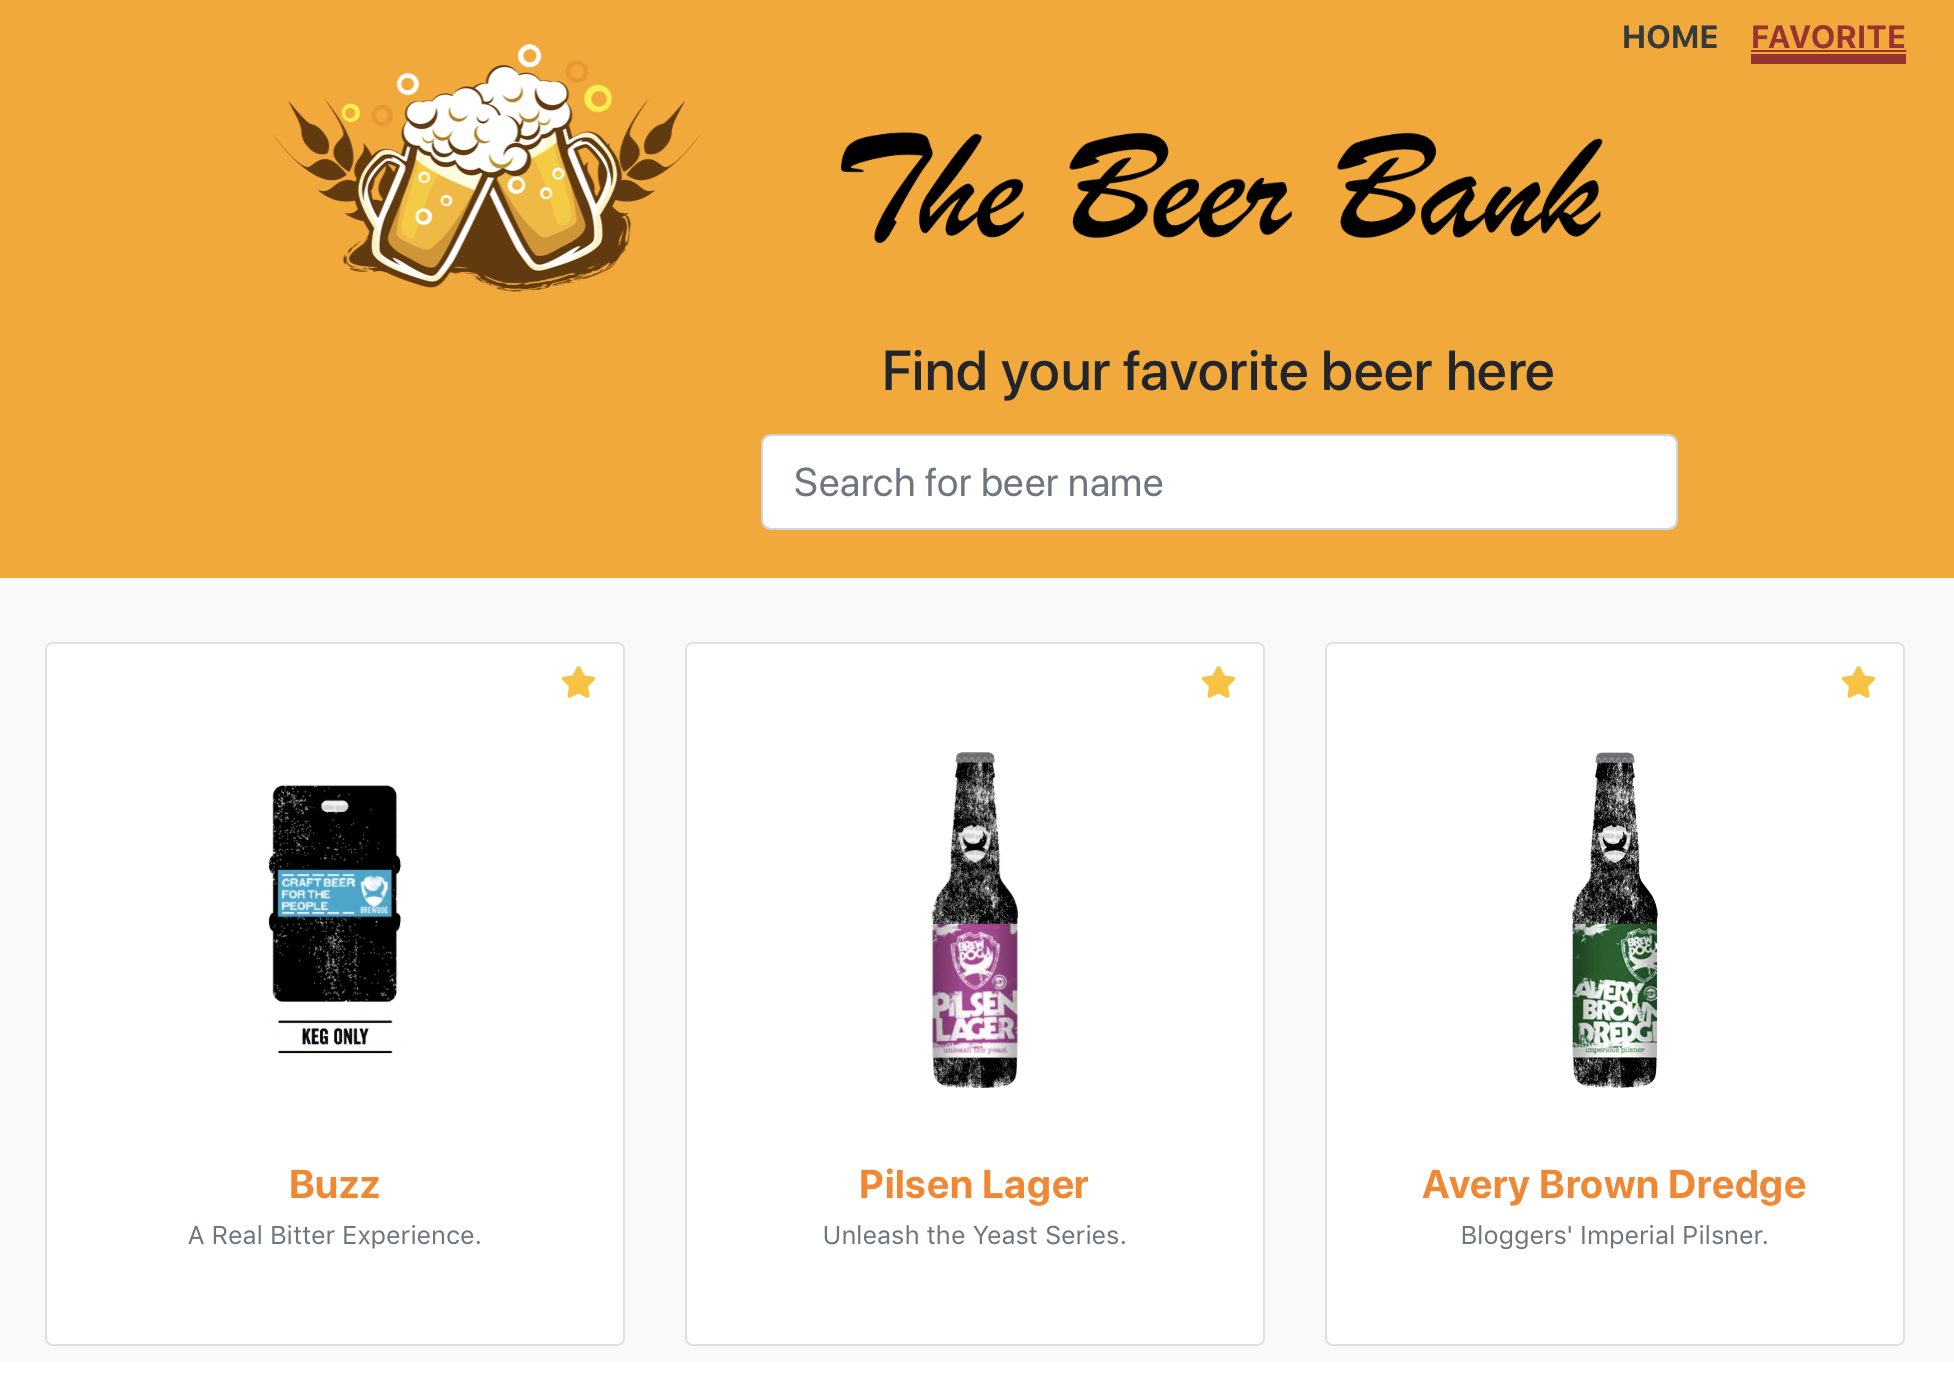 HOME FAVORITE
The Beer Bank
Find your favorite beer here
Search for beer name
CRAFT BEER
FOR THE
PEOPLE
BREWDOG
KEG ONLY
Buzz
A Real Bitter Experience.
BREW
DOG
PILSEN
LAGER
unleash the yeast
Pilsen Lager
Unleash the Yeast Series.
BREW
DOG
AVERY
BROWN
DREDG
imperious pilsner
Avery Brown Dredge
Bloggers' Imperial Pilsner.